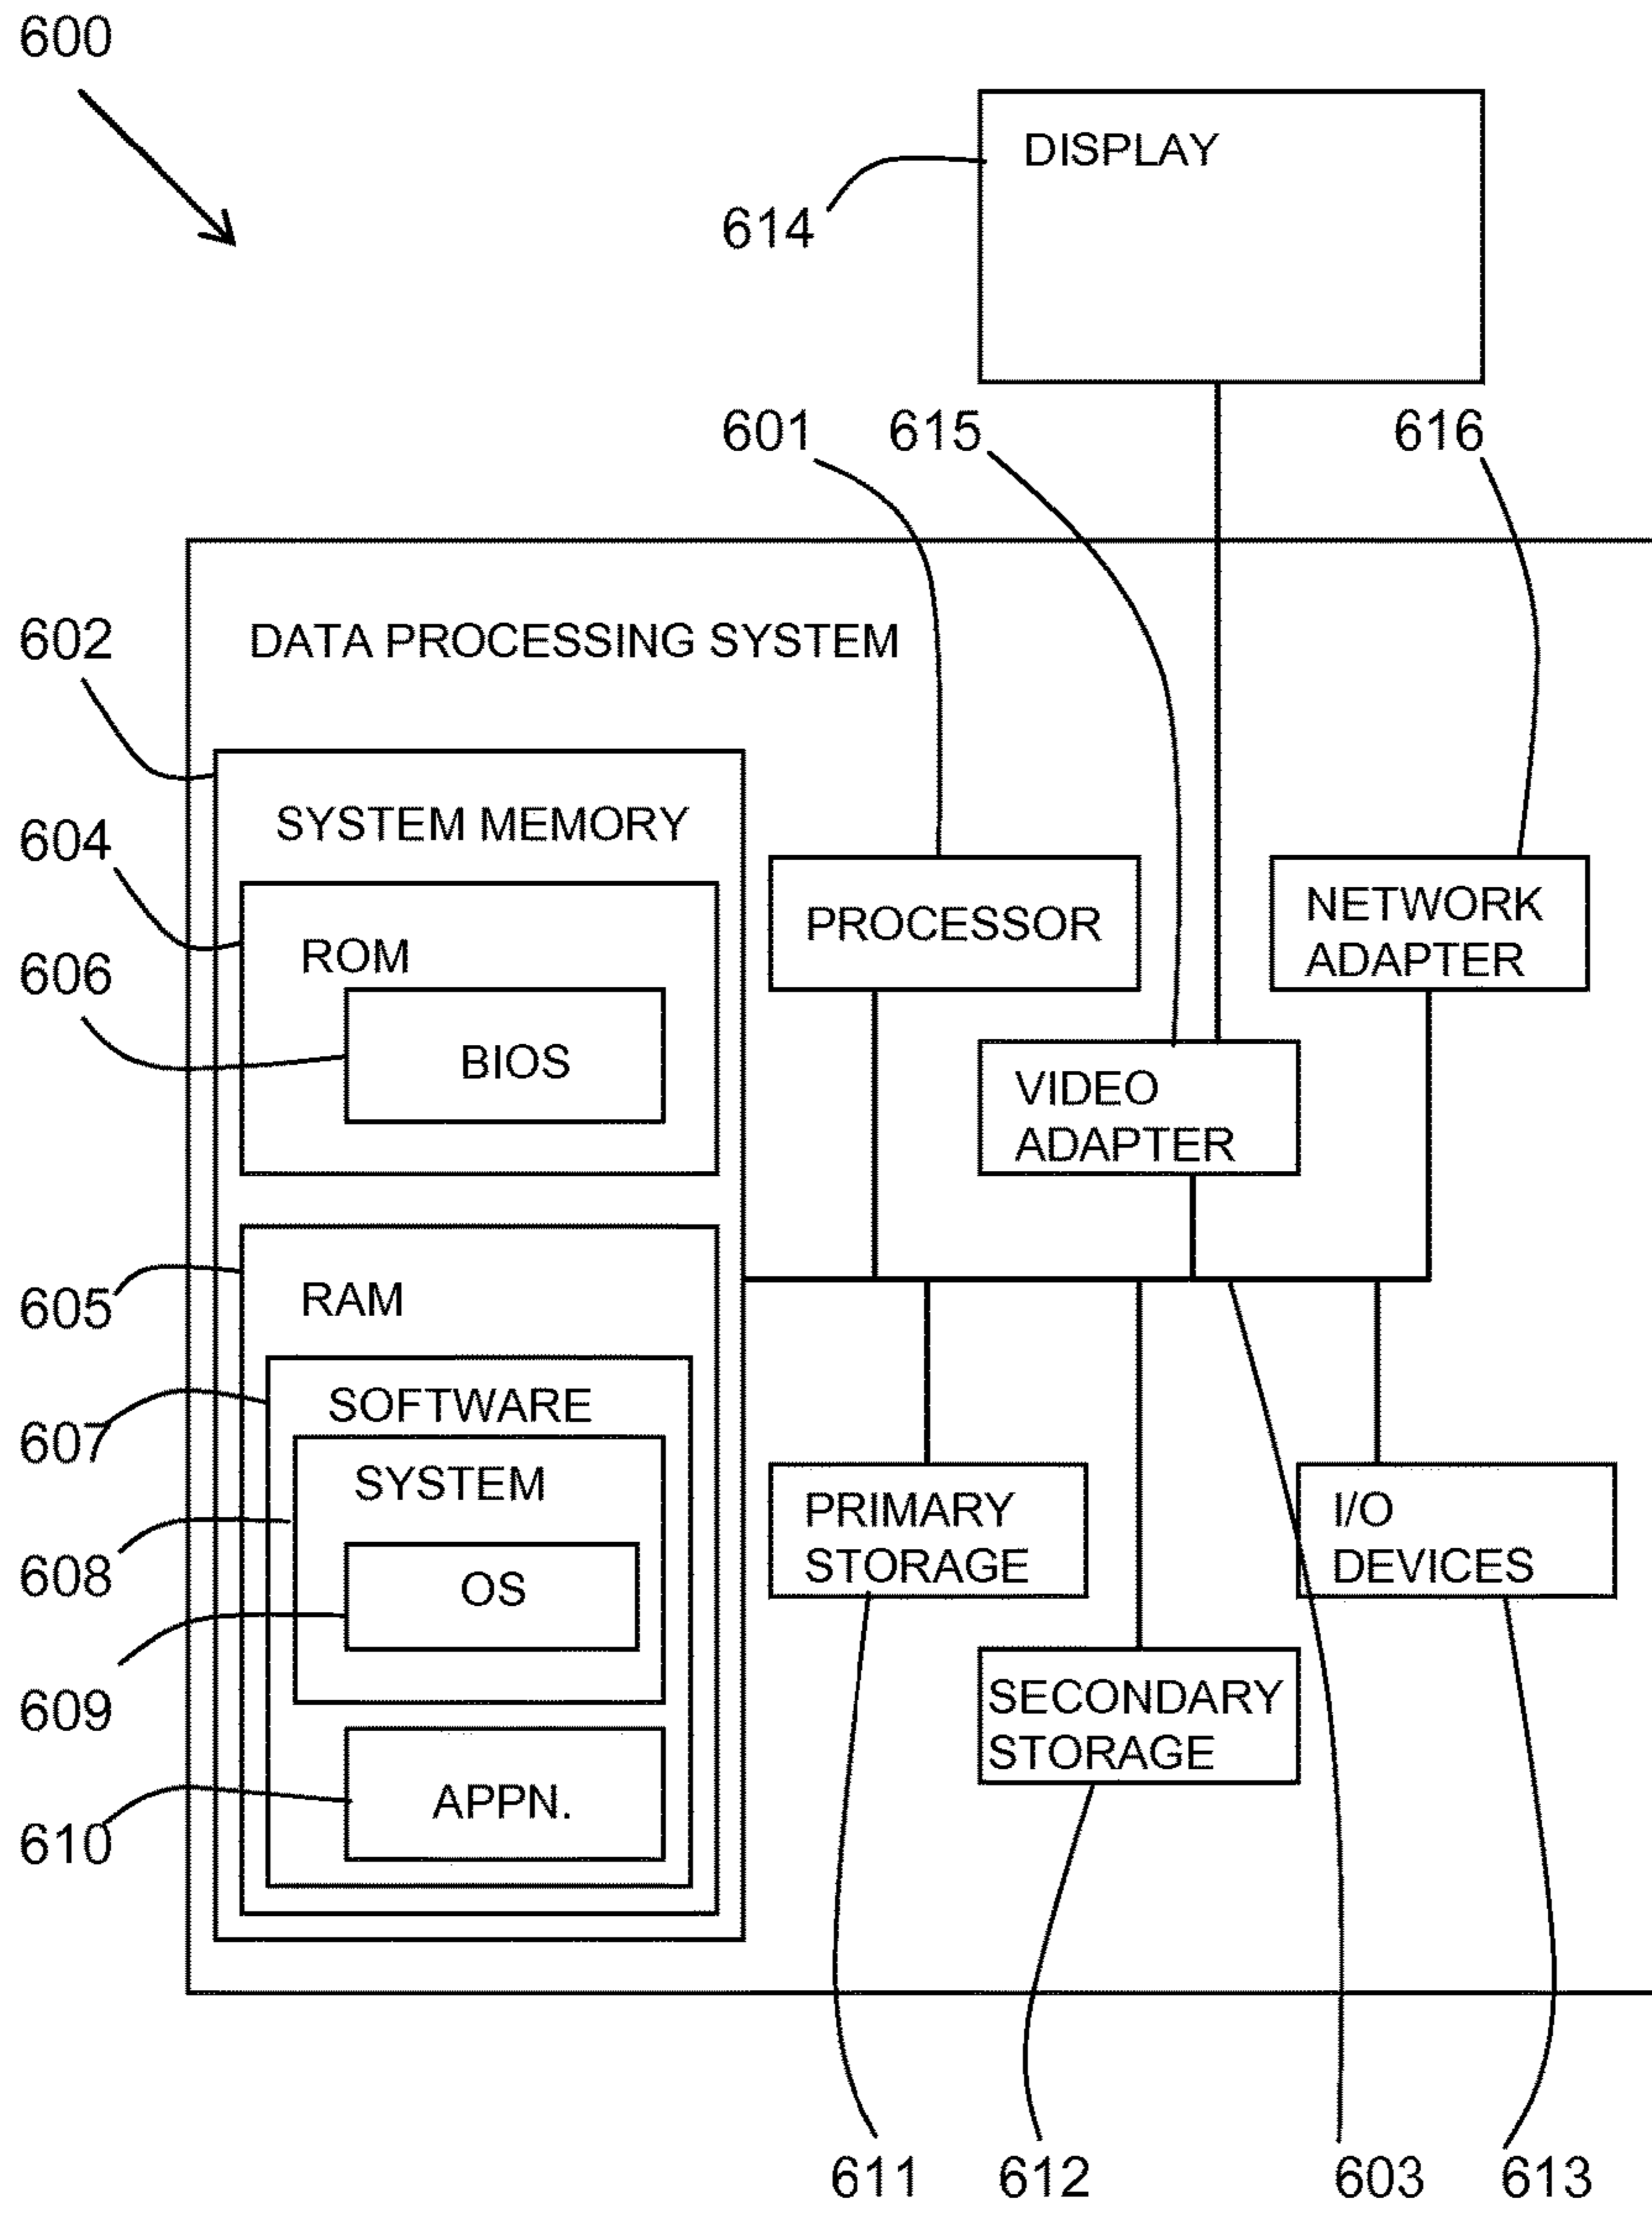 600
DISPLAY
614
601
615
616
DATA PROCESSING SYSTEM
602
SYSTEM MEMORY
604
ROM
606
BIOS
PROCESSOR
NETWORK
ADAPTER
VIDEO
ADAPTER
605
RAM
607
SOFTWARE
SYSTEM
608
OS
609
610
APPN.
PRIMARY
STORAGE
I/O
DEVICES
SECONDARY
STORAGE
611
612
603
613